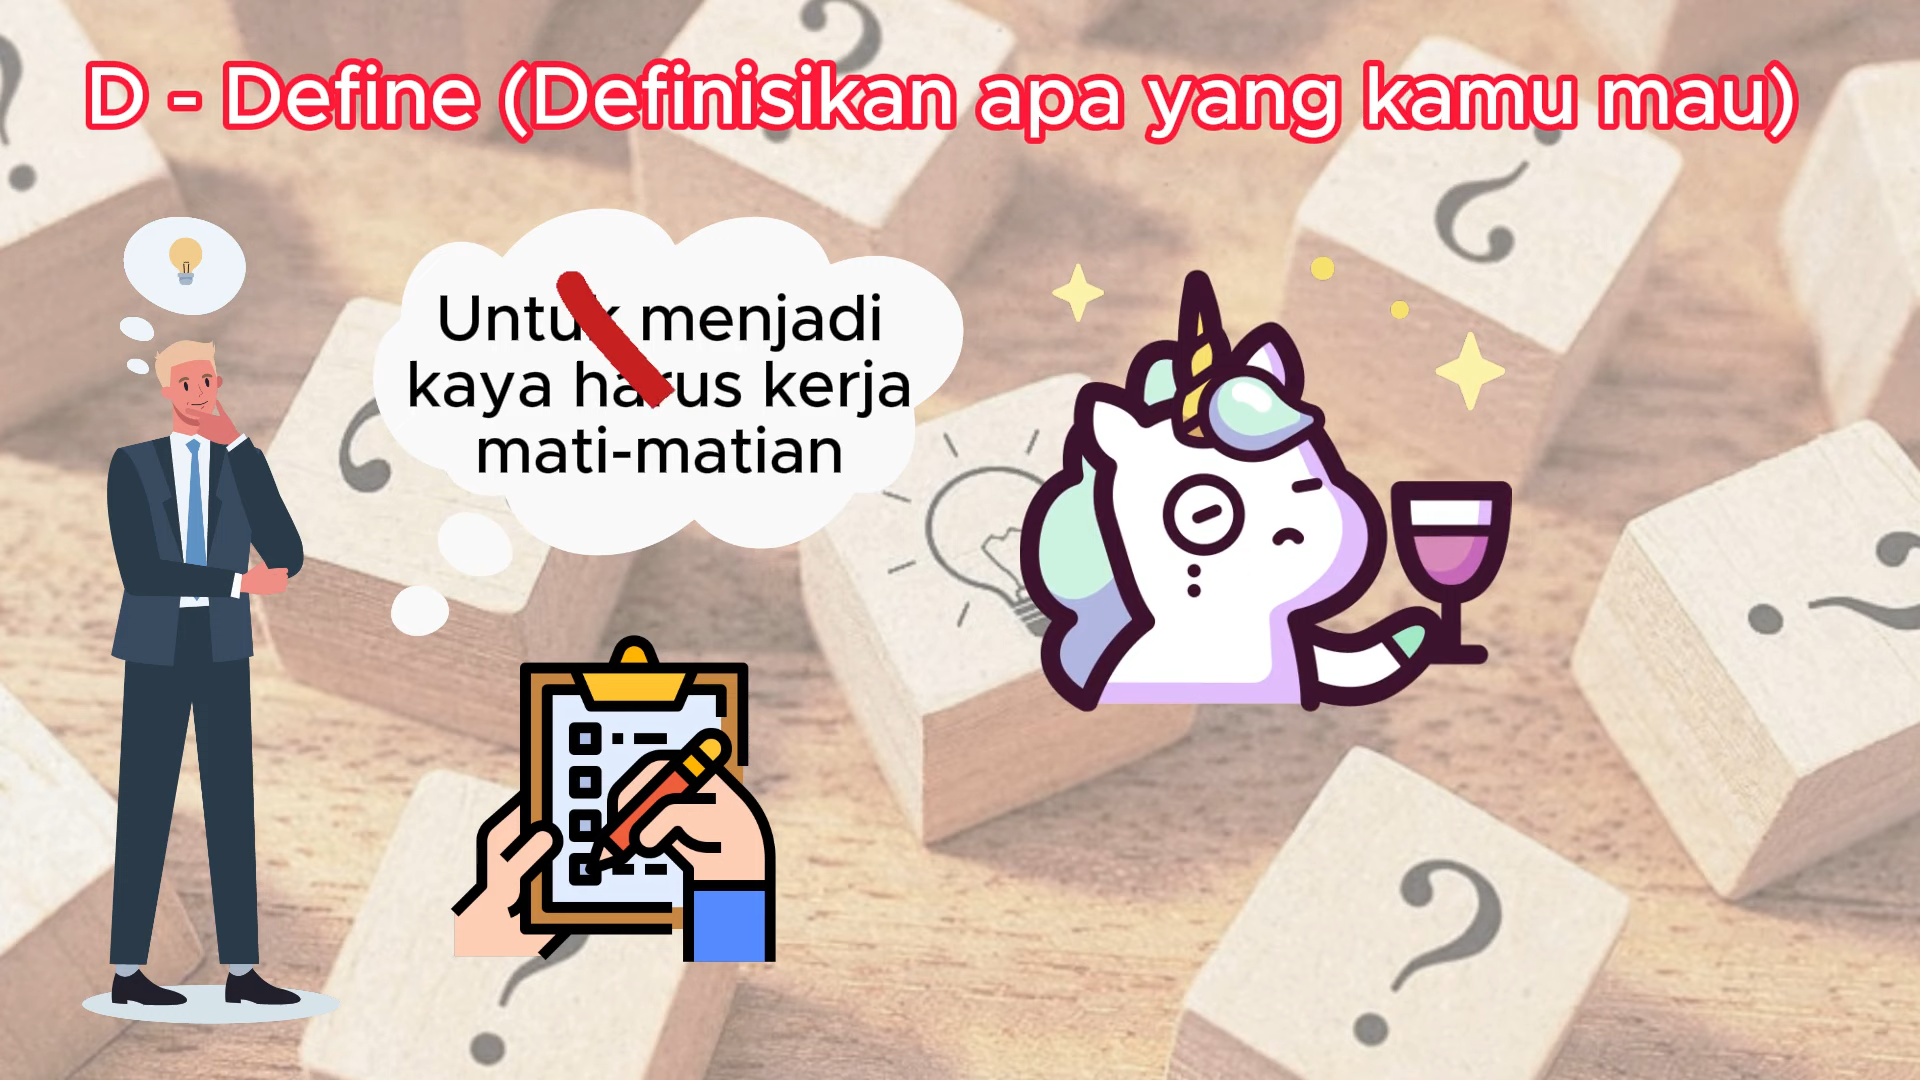 D - Define (Definisikan apa yang kamu mau)
Untuk menjadi
kaya harus kerja
mati-matian